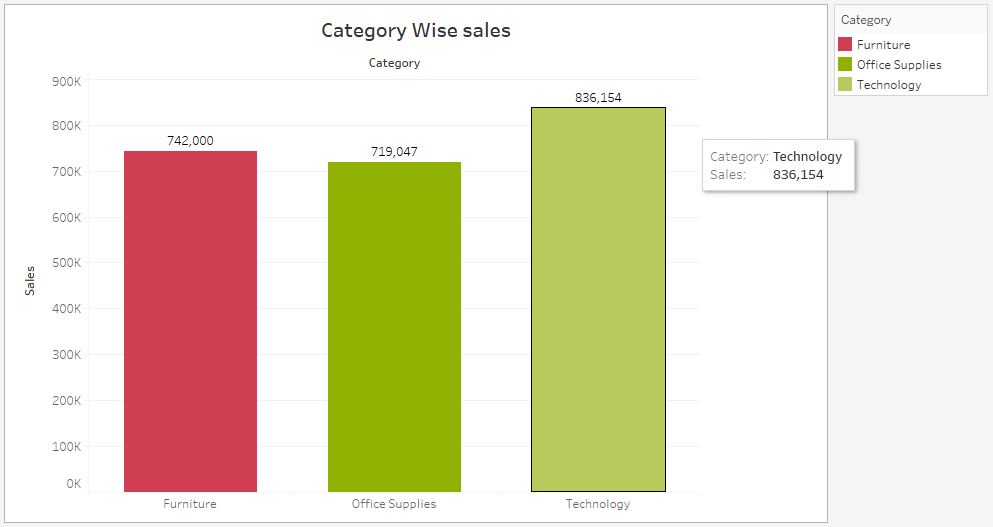 Category Wise sales
Category
900K
800K
700K
600K
500K
400K
300K
200K
100K
0K
Sales
742,000
719,047
836,154
Furniture
Office Supplies
Technology
Category: Technology
Sales: 836,154
Category
Furniture
Office Supplies
Technology